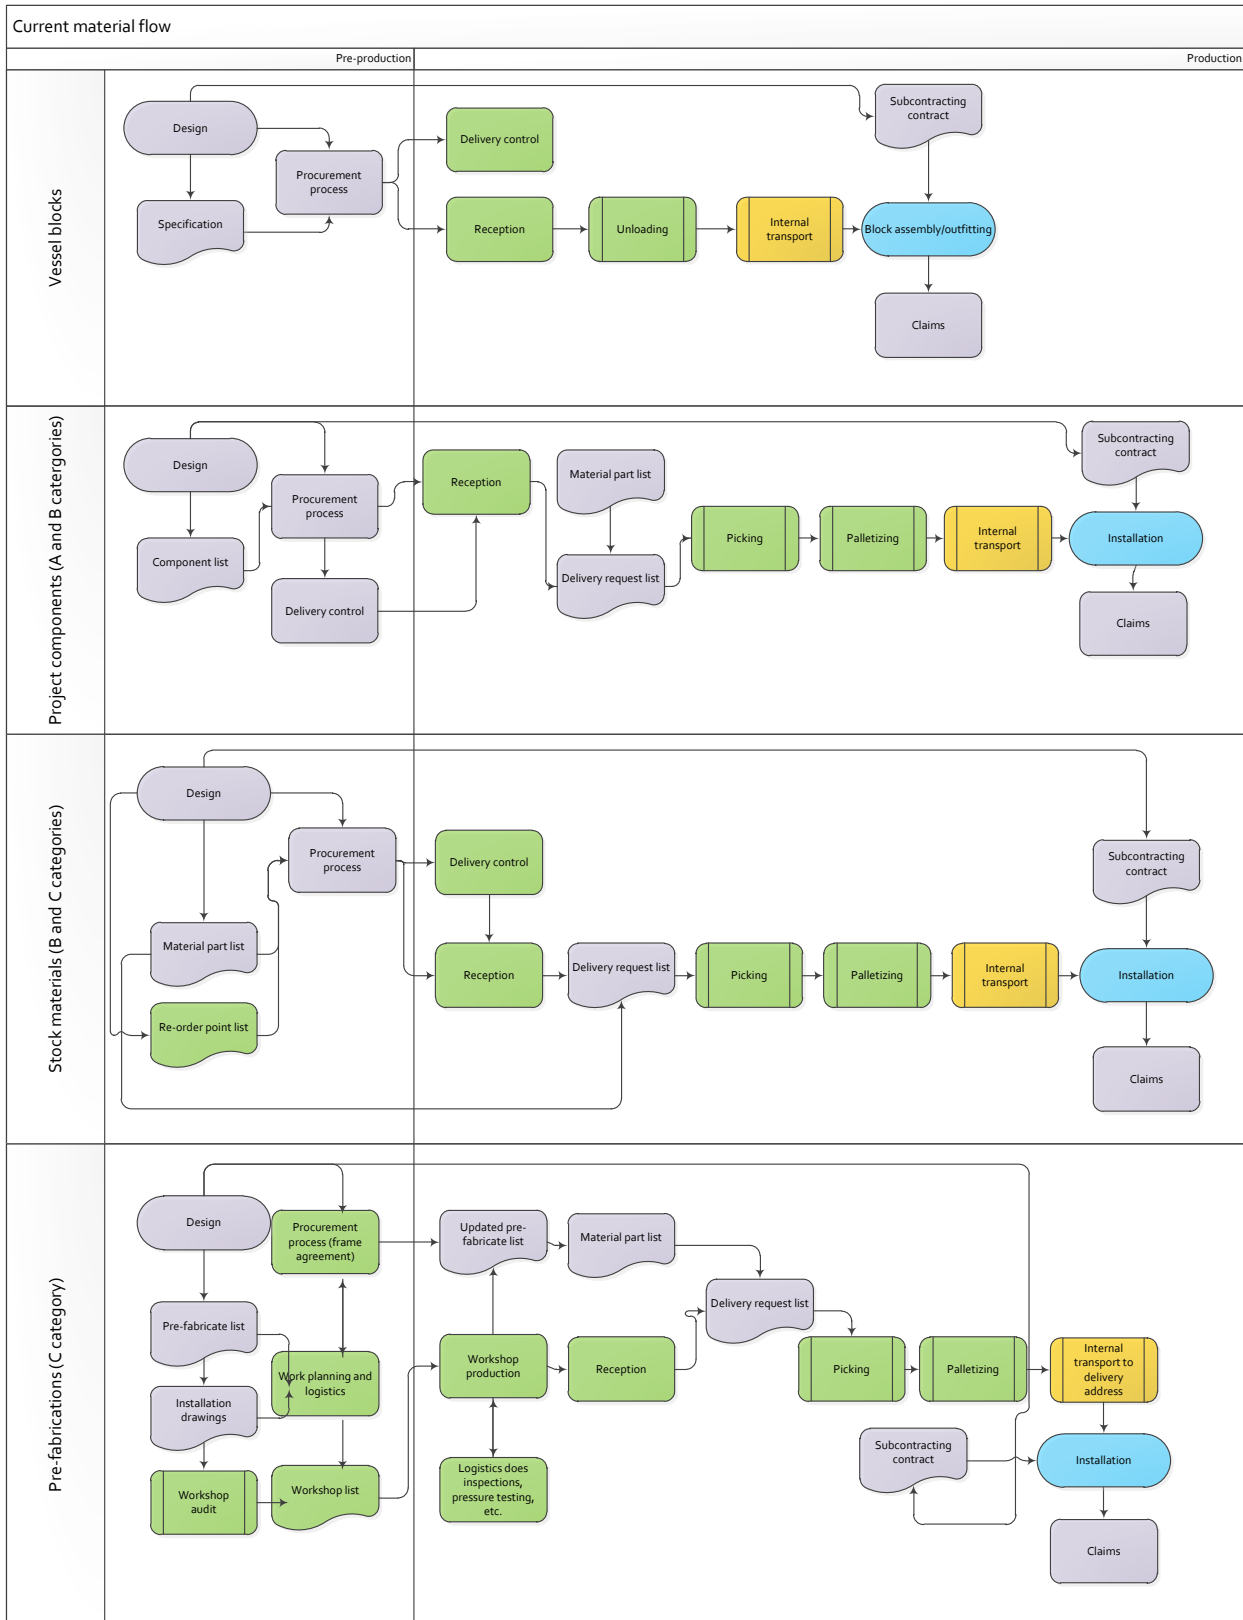 Current material flow
Pre-production
Production
Vessel blocks
Design
Subcontracting
contract
Delivery control
Procurement
process
Specification
Reception
Unloading
Internal
transport
Block assembly/outfitting
Claims
Project components (A and B catergories)
Design
Subcontracting
contract
Reception
Material part list
Procurement
process
Component list
Delivery request list
Picking
Palletizing
Internal
transport
Installation
Delivery control
Claims
Stock materials (B and C categories)
Design
Procurement
process
Delivery control
Subcontracting
contract
Material part list
Reception
Delivery request list
Picking
Palletizing
Internal
transport
Installation
Re-order point list
Claims
Pre-fabrications (C category)
Design
Procurement
process (frame
agreement)
Updated pre-
fabricate list
Material part list
Delivery request list
Pre-fabricate list
Work planning and
logistics
Workshop
production
Reception
Picking
Palletizing
Internal
transport to
delivery
address
Installation
drawings
Subcontracting
contract
Installation
Workshop
audit
Workshop list
Logistics does
inspections,
pressure testing,
etc.
Claims